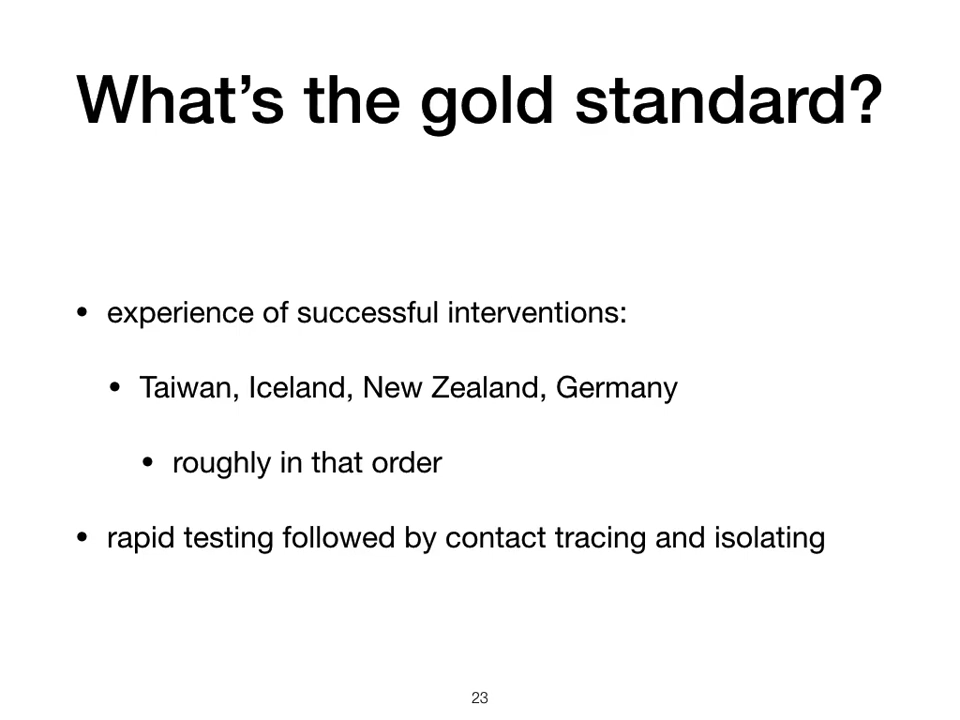 What’s the gold standard?
• experience of successful interventions:
• Taiwan, Iceland, New Zealand, Germany
• roughly in that order
• rapid testing followed by contact tracing and isolating
23